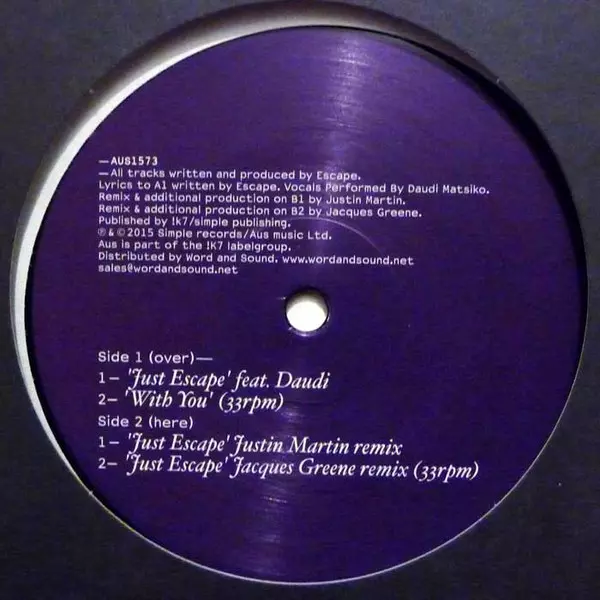 —AUS1573
—All tracks written and produced by Escape.
Lyrics to A1 written by Escape. Vocals Performed By Daudi Matsiko.
Remix & additional production on B1 by Justin Martin.
Remix & additional production on B2 by Jacques Greene.
Published by !K7/simple publishing.
℗ & © 2015 Simple records/Aus music Ltd.
Aus is part of the !K7 labelgroup.
Distributed by Word and Sound. www.wordandsound.net
sales@wordandsound.net
Side 1 (over)—
1— 'Just Escape' feat. Daudi
2— 'With You' (33rpm)
Side 2 (here)
1— 'Just Escape' Justin Martin remix
2— 'Just Escape' Jacques Greene remix (33rpm)